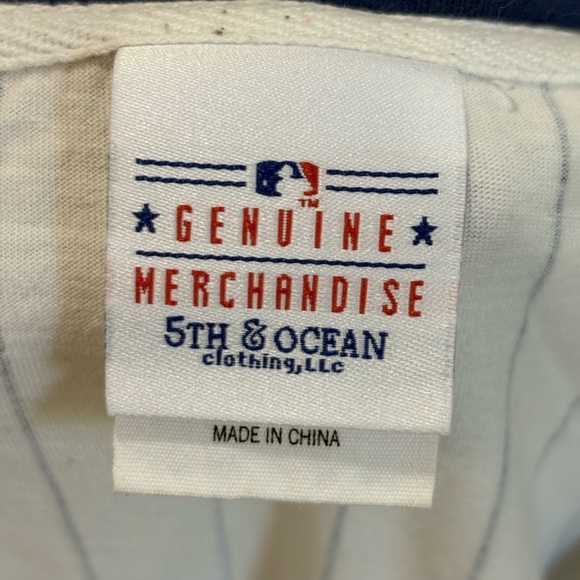 ™
GENUINE
MERCHANDISE
5TH & OCEAN
clothing, LLC
MADE IN CHINA